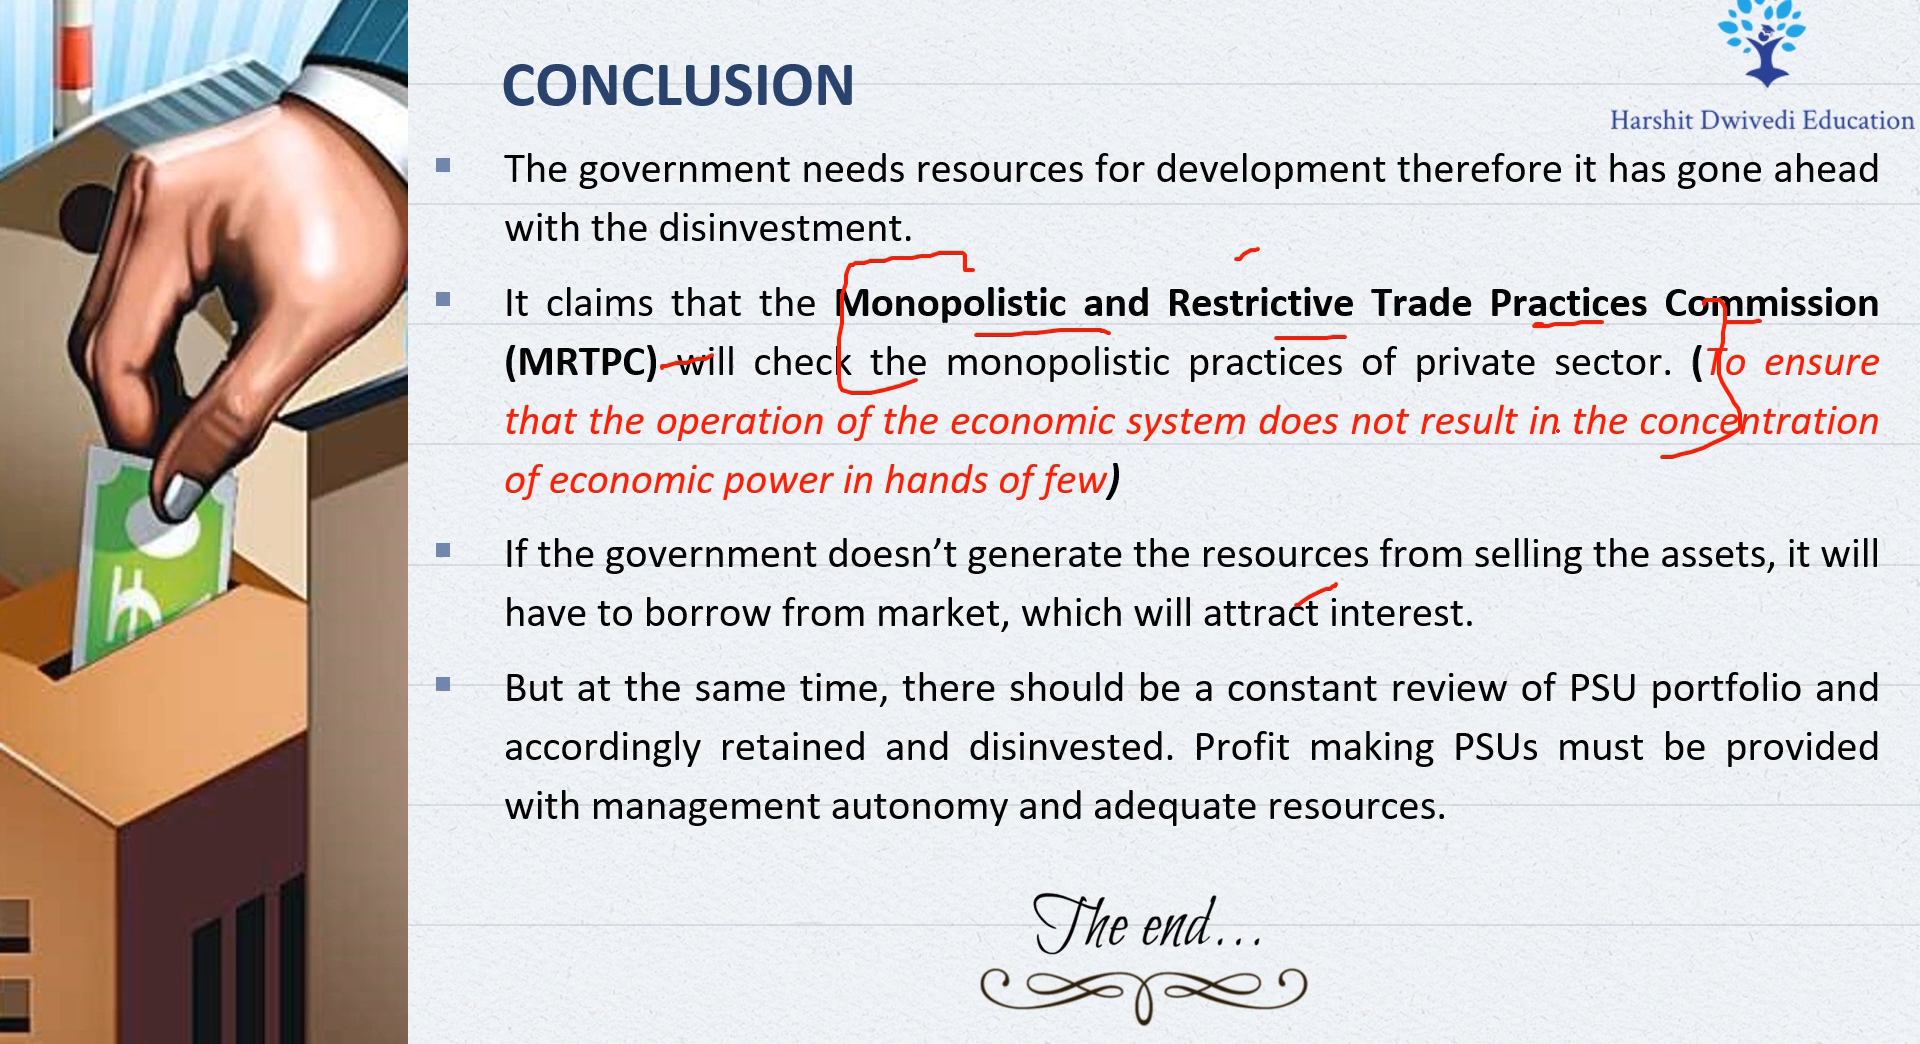 Harshit Dwivedi Education
CONCLUSION
The government needs resources for development therefore it has gone ahead
with the disinvestment.
It claims that the Monopolistic and Restrictive Trade Practices Commission
(MRTPC) will check the monopolistic practices of private sector. (To ensure
that the operation of the economic system does not result in the concentration
of economic power in hands of few)
If the government doesn’t generate the resources from selling the assets, it will
have to borrow from market, which will attract interest.
But at the same time, there should be a constant review of PSU portfolio and
accordingly retained and disinvested. Profit making PSUs must be provided
with management autonomy and adequate resources.
The end...